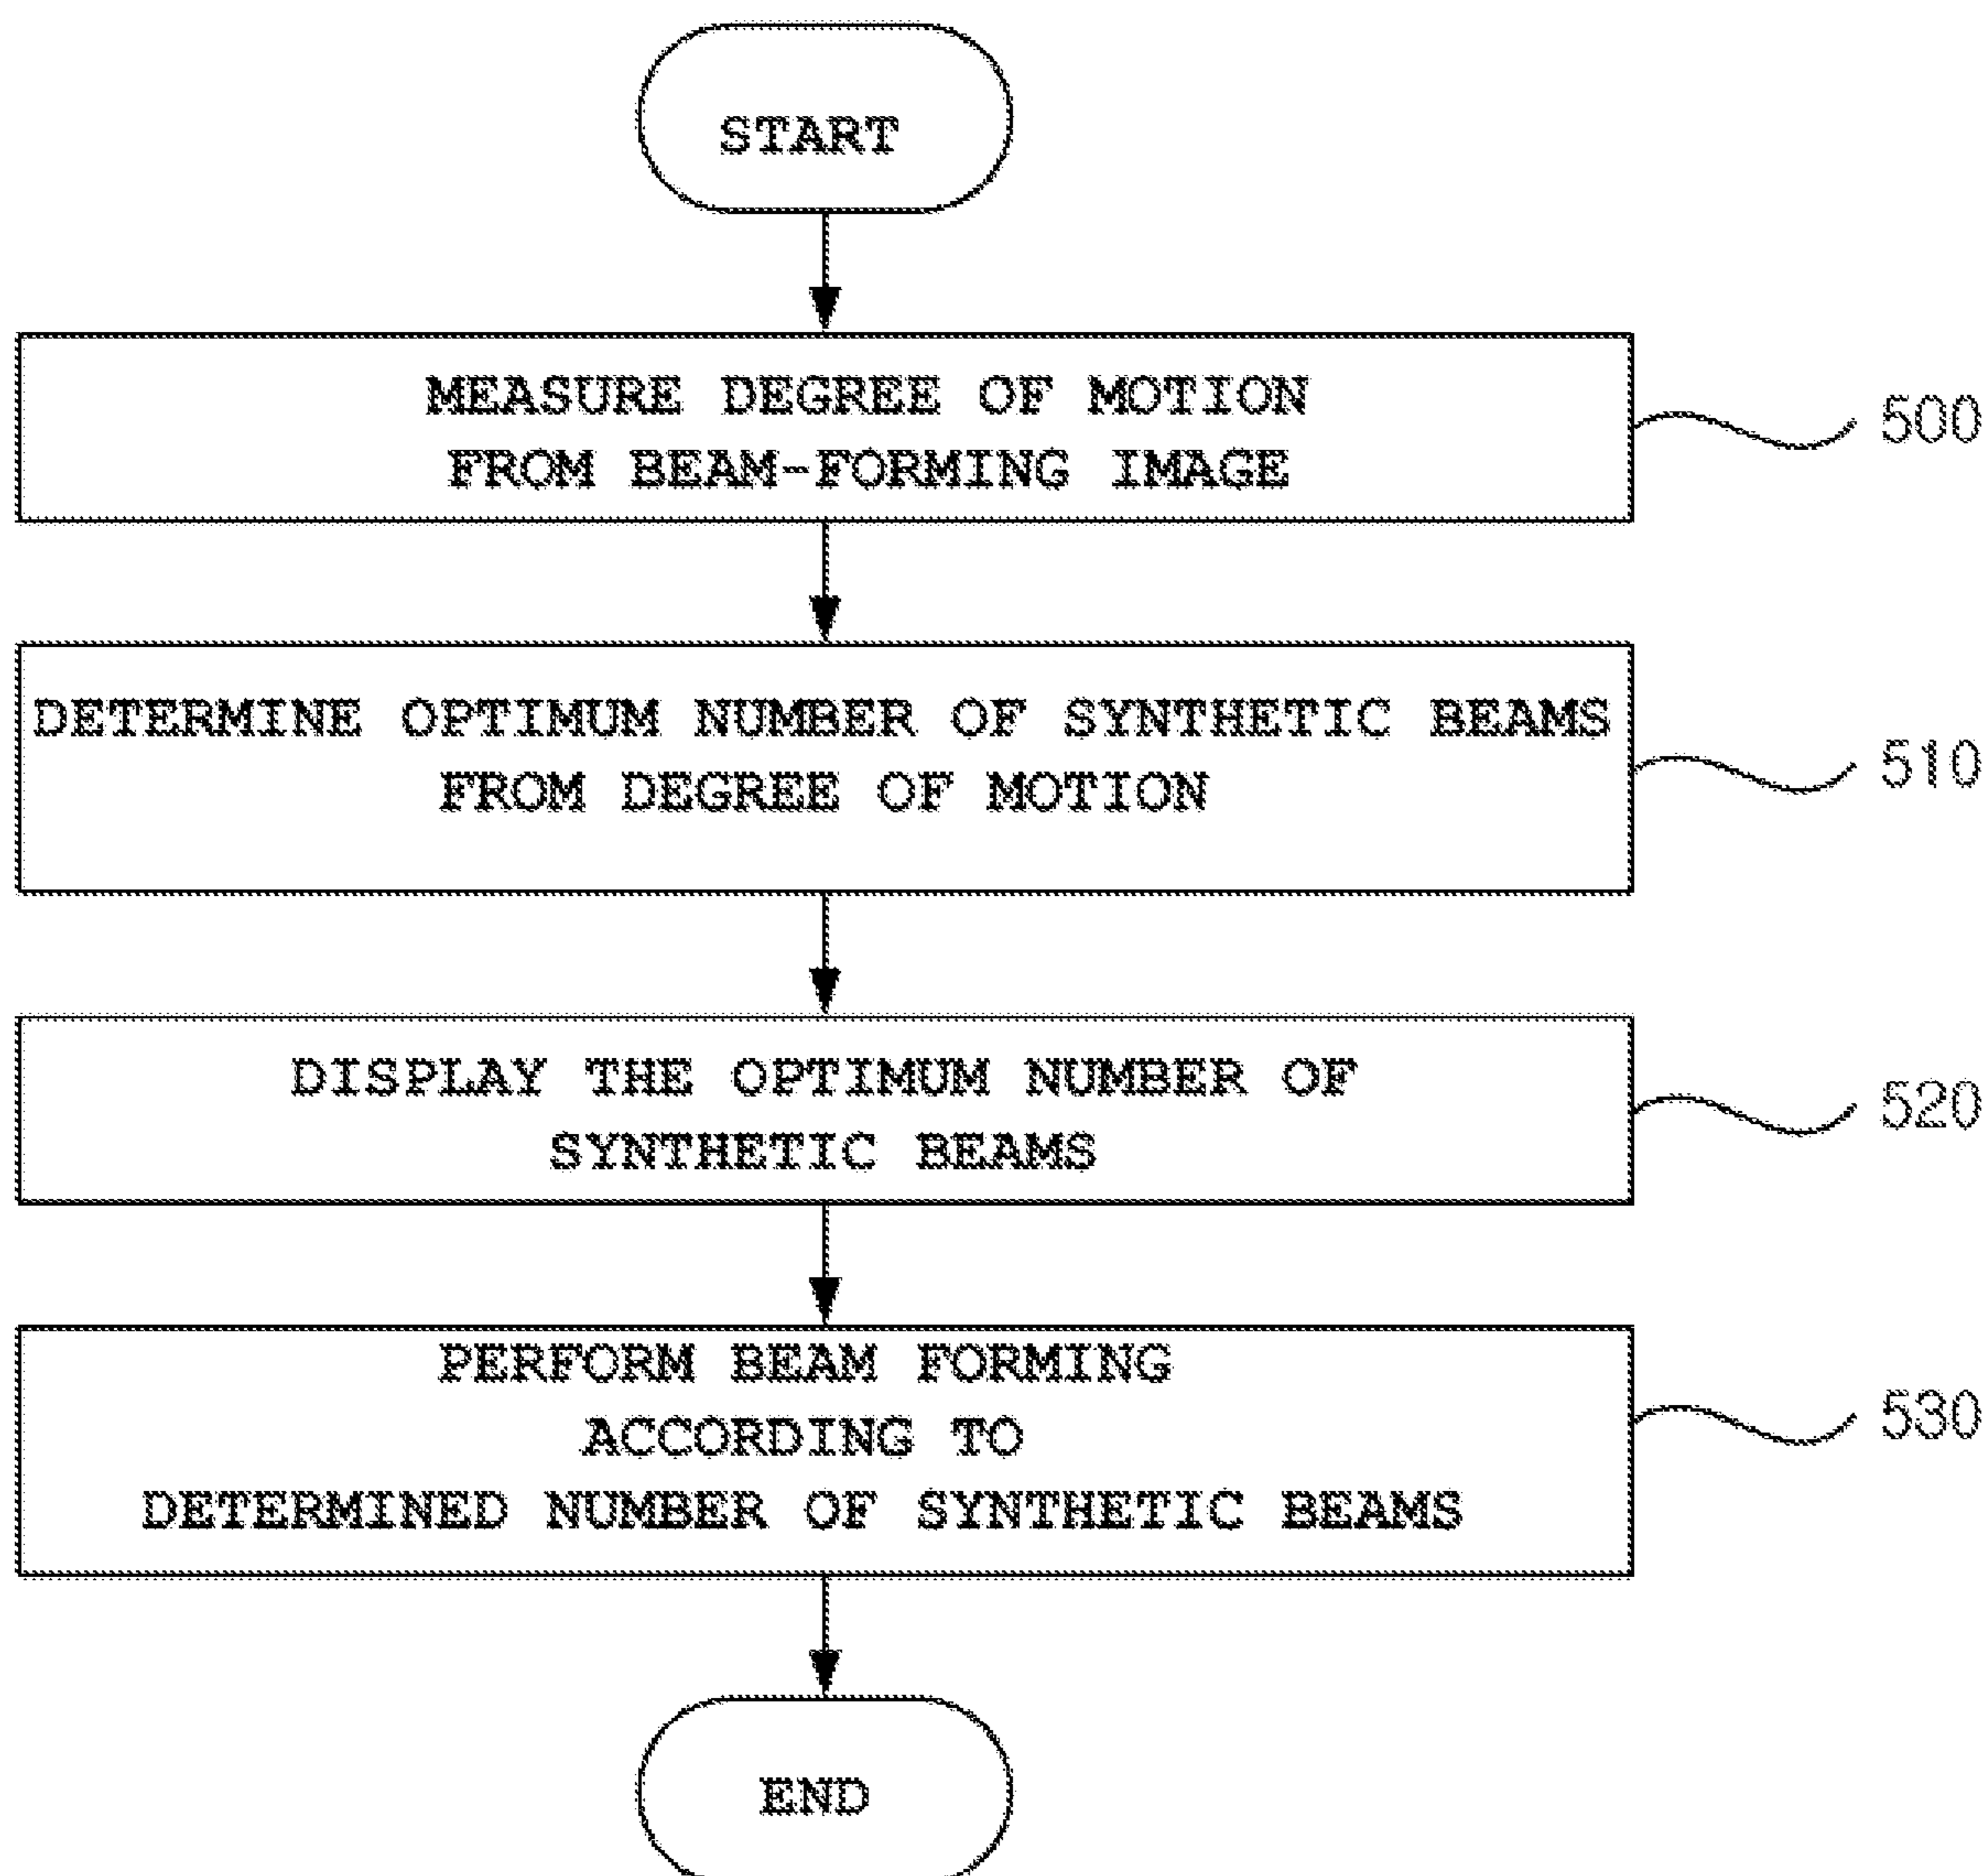 START
MEASURE DEGREE OF MOTION
FROM BEAM-FORMING IMAGE
500
DETERMINE OPTIMUM NUMBER OF SYNTHETIC BEAMS
FROM DEGREE OF MOTION
510
DISPLAY THE OPTIMUM NUMBER OF
SYNTHETIC BEAMS
520
PERFORM BEAM FORMING
ACCORDING TO
DETERMINED NUMBER OF SYNTHETIC BEAMS
530
END